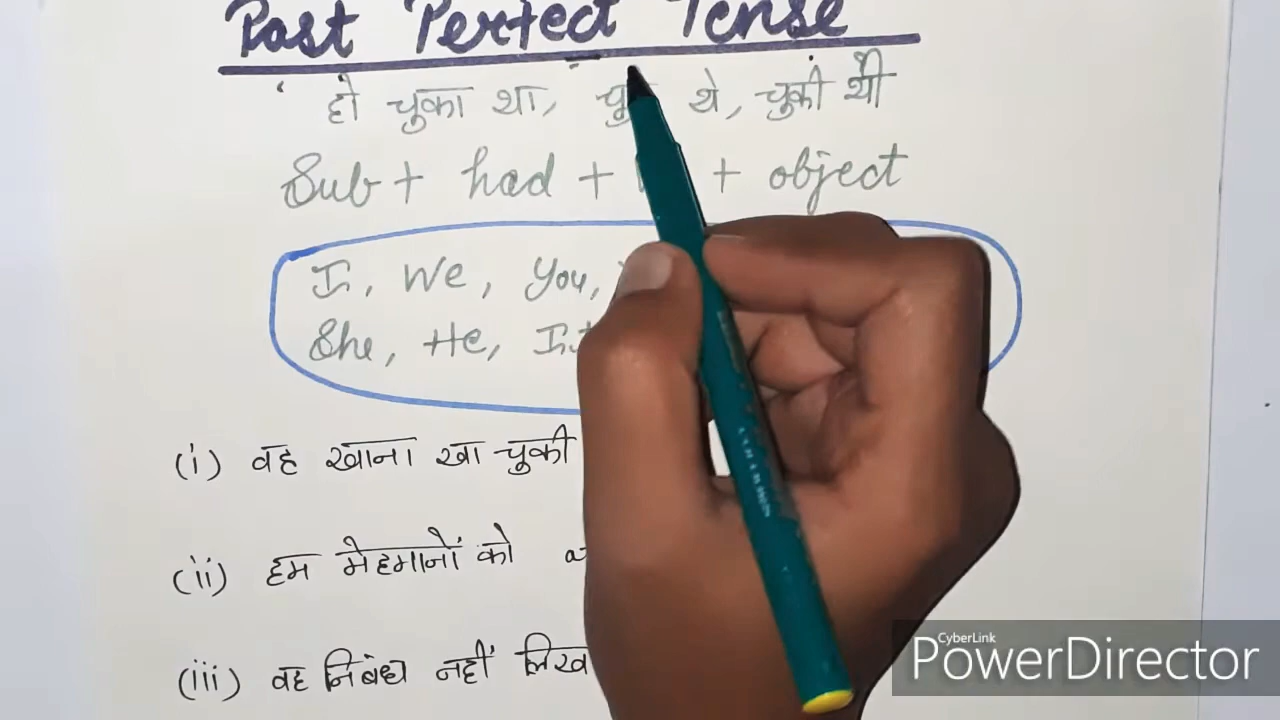 Past Perfect Tense
हो चुका था, थे, चुकी थी
Sub + had + + object
I, We, You,
She, He, It
(i) वह खाना खा चुकी
(ii) हम मेहमानों को
(iii) वह निबंध नहीं लिख
CyberLink
PowerDirector